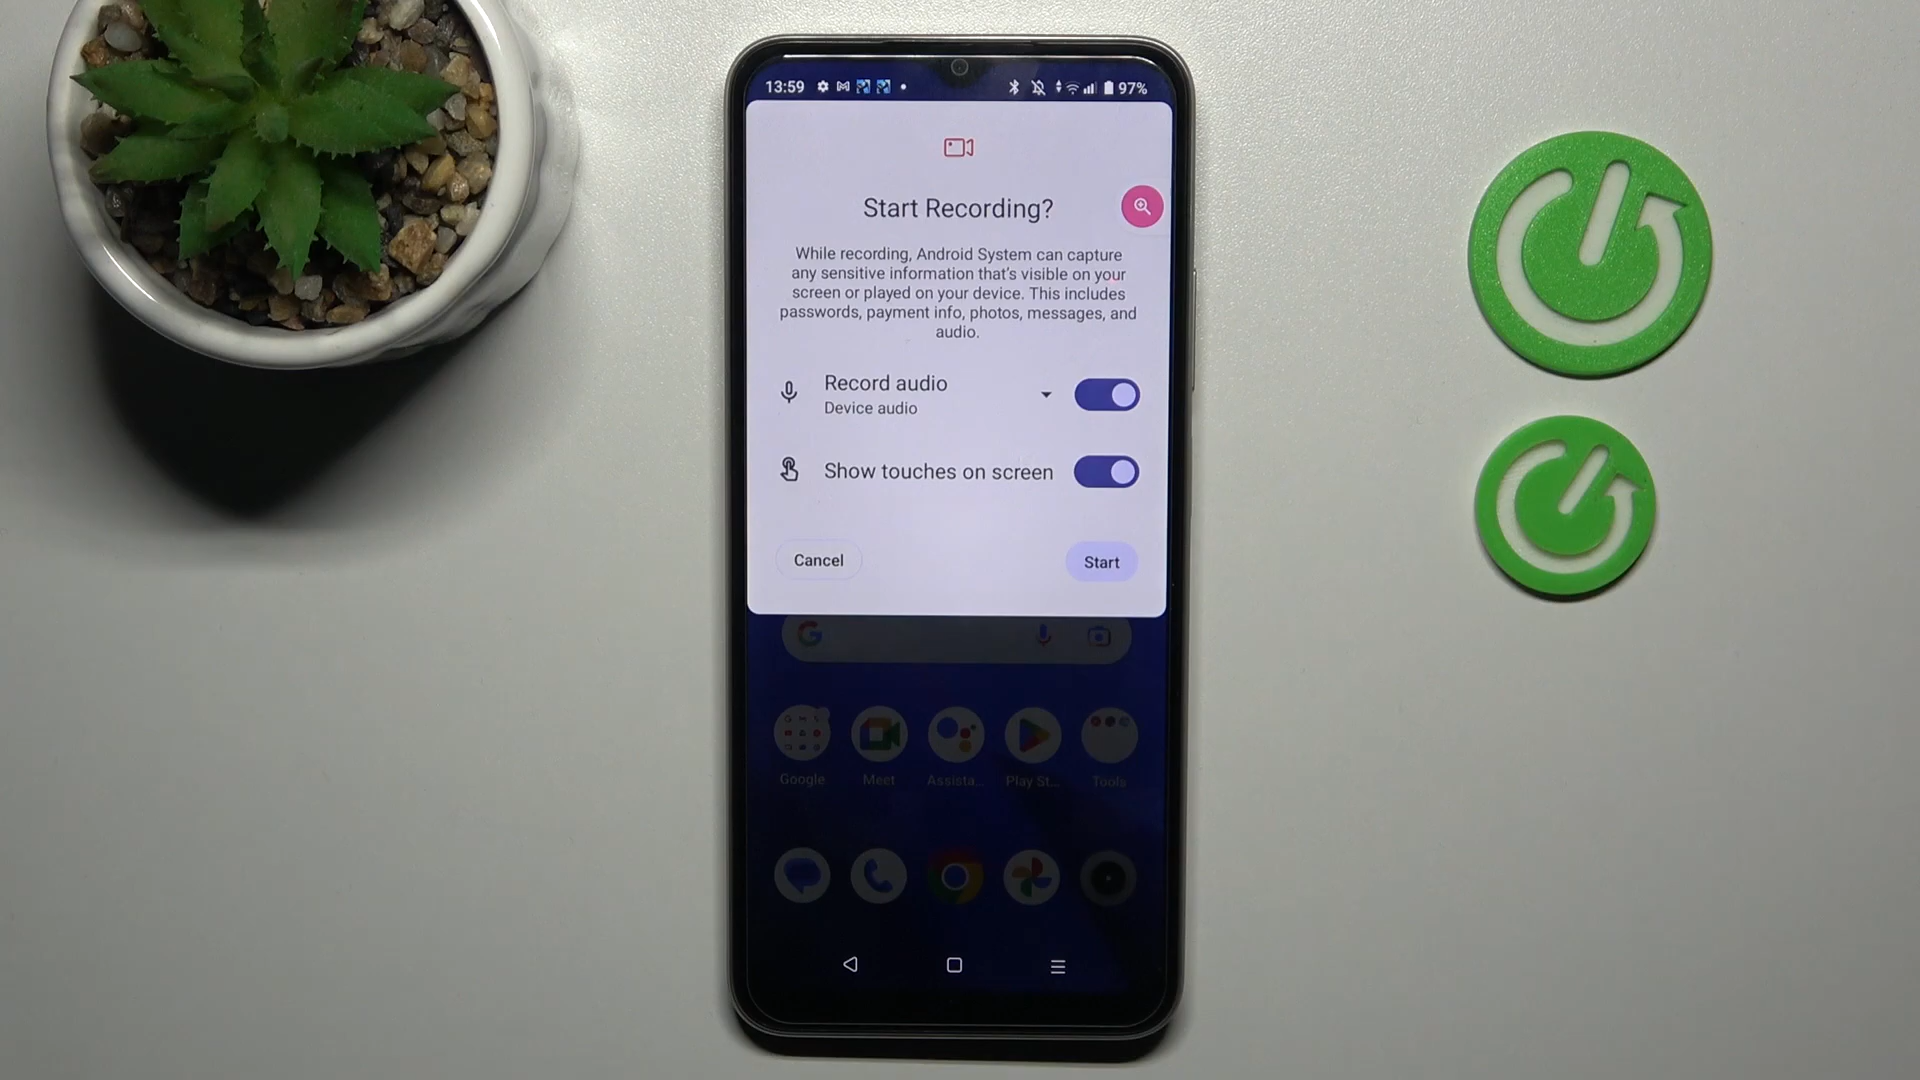 13:59 97%
Start Recording?
While recording, Android System can capture
any sensitive information that's visible on your
screen or played on your device. This includes
passwords, payment info, photos, messages, and
audio.
Record audio
Device audio
Show touches on screen
Cancel Start
Google Meet Assista... Play St... Tools